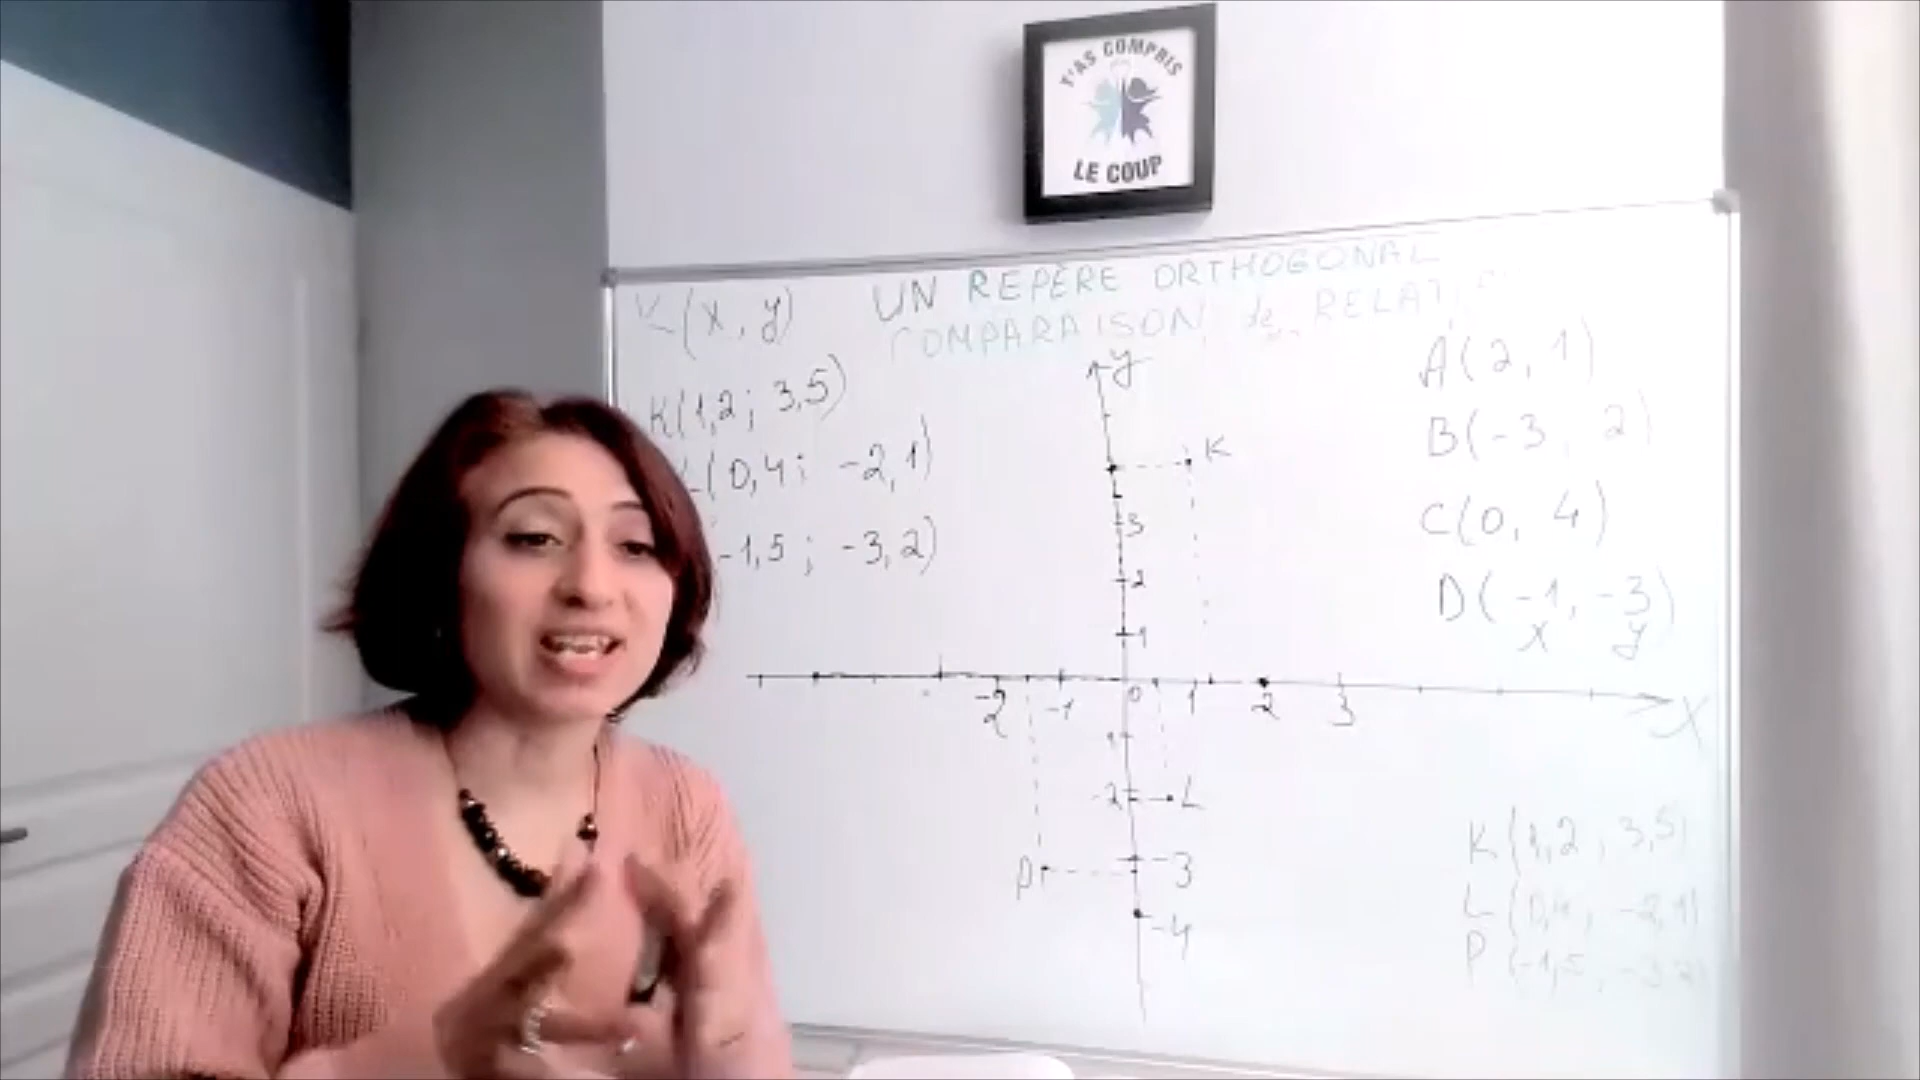 T'AS COMPRIS
LE COUP
UN REPÈRE ORTHOGONAL
COMPARAISON de
K(x, y)
K(1,2; 3,5)
L(0,4; -2,1)
-1,5; -3,2)
A(2, 1)
B(-3, 2)
C(0, 4)
D(-1, -3)
x y
y
K
3
2
1
-2 -1 0 1 2 3
x
-2 L
P -3
-4
K(1,2; 3,5)
L(0,4; -2,1)
P(-1,5; -3,2)